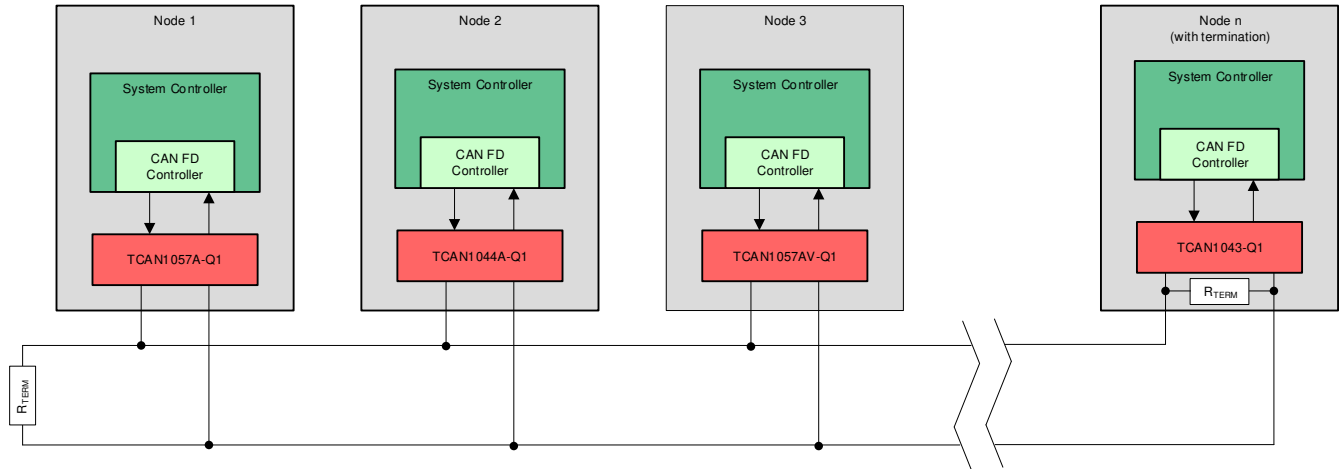 Node 1
System Controller
CAN FD
Controller
TCAN1057A-Q1
Node 2
System Controller
CAN FD
Controller
TCAN1044A-Q1
Node 3
System Controller
CAN FD
Controller
TCAN1057AV-Q1
Node n
(with termination)
System Controller
CAN FD
Controller
TCAN1043-Q1
RTERM
RTERM